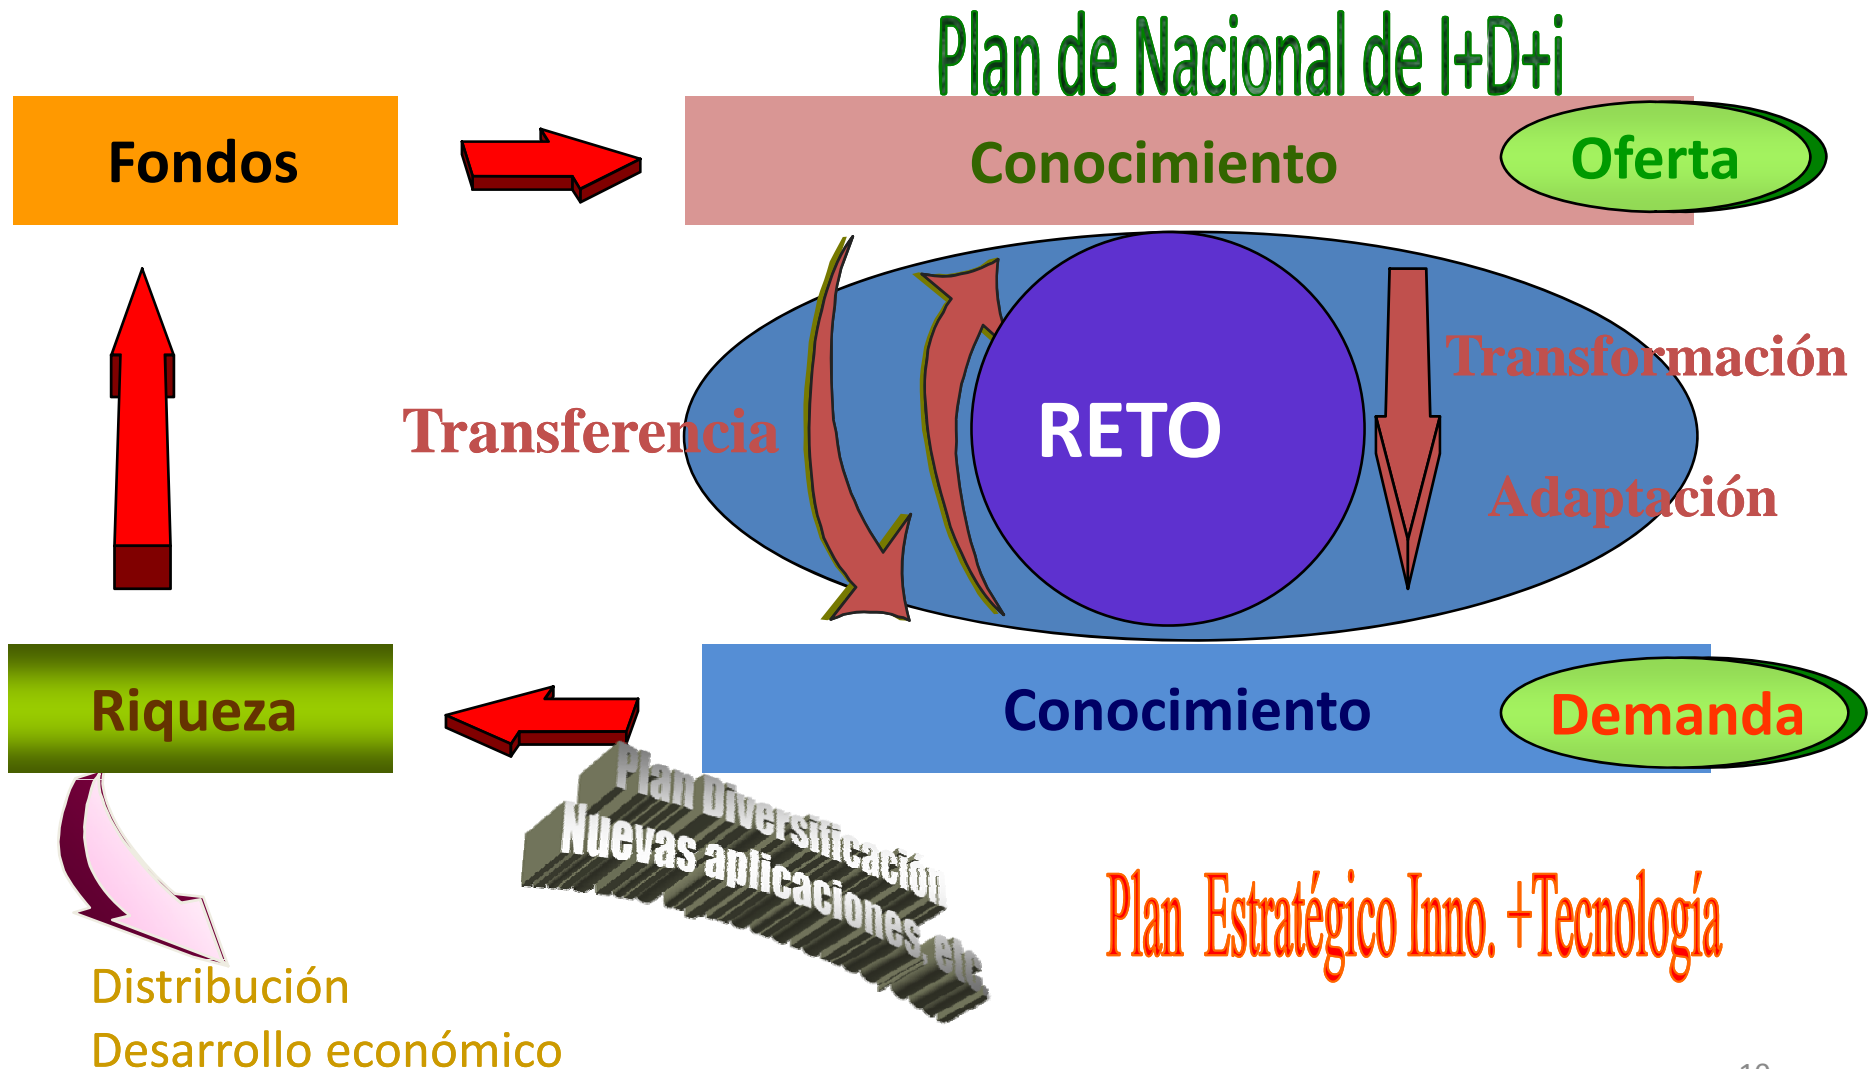 Plan de Nacional de I+D+i
Fondos
Conocimiento
Oferta
Transformación
Transferencia
RETO
Adaptación
Riqueza
Conocimiento
Demanda
Plan Diversificación
Nuevas aplicaciones, etc.
Plan Estratégico Inno. +Tecnología
Distribución
Desarrollo económico